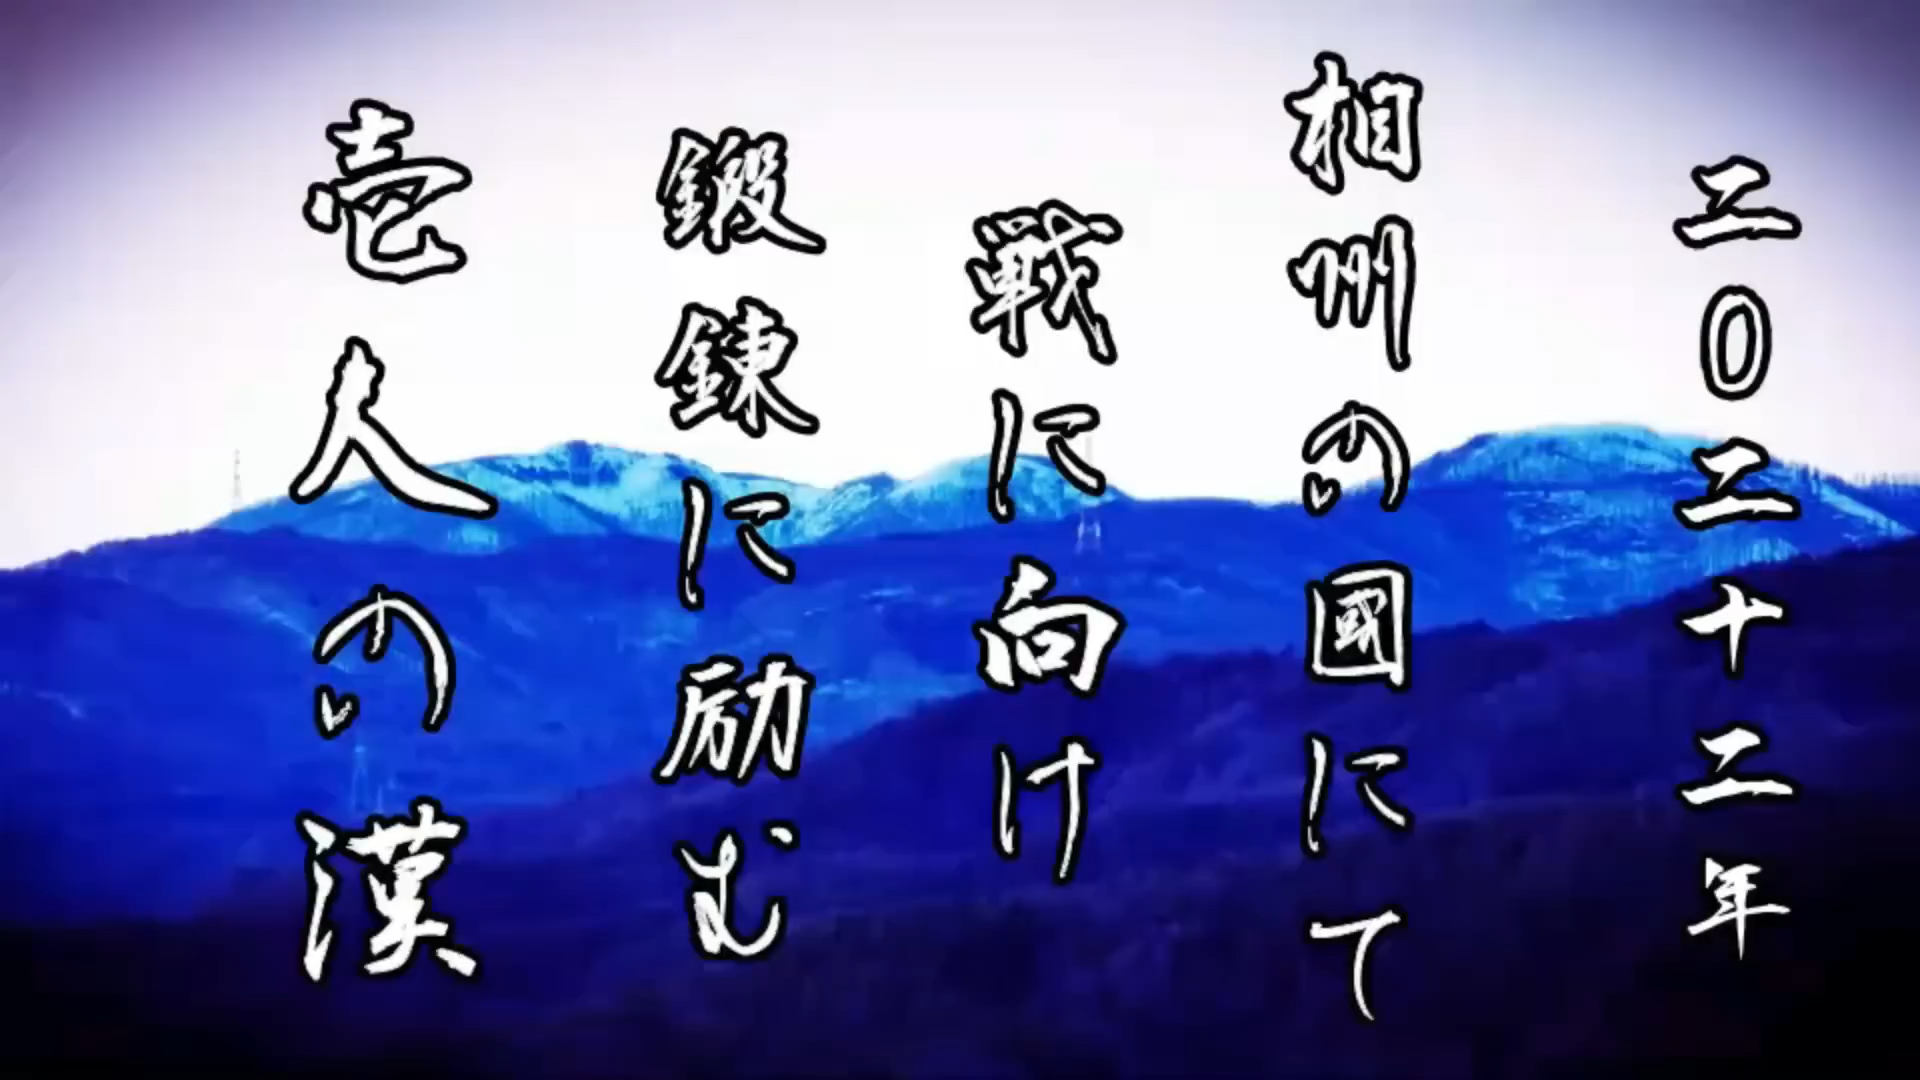 二〇二十二年
相州の國にて
戦に向け
鍛錬に励む
壱人の漢